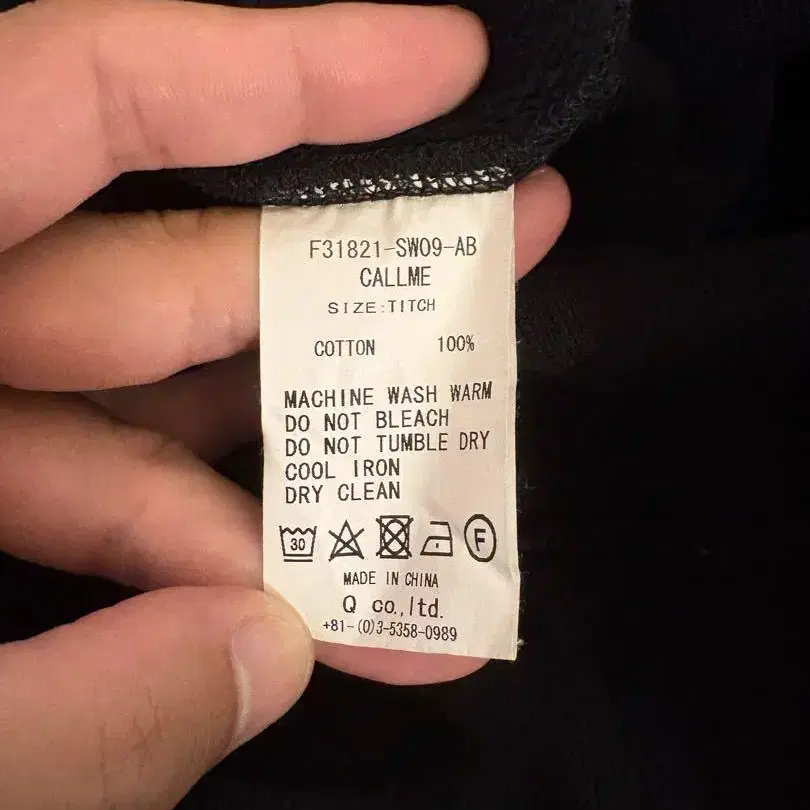 F31821-SW09-AB
CALLME
SIZE:TITCH
COTTON 100%
MACHINE WASH WARM
DO NOT BLEACH
DO NOT TUMBLE DRY
COOL IRON
DRY CLEAN
30 F
MADE IN CHINA
Q co.,ltd.
+81-(0)3-5358-0989